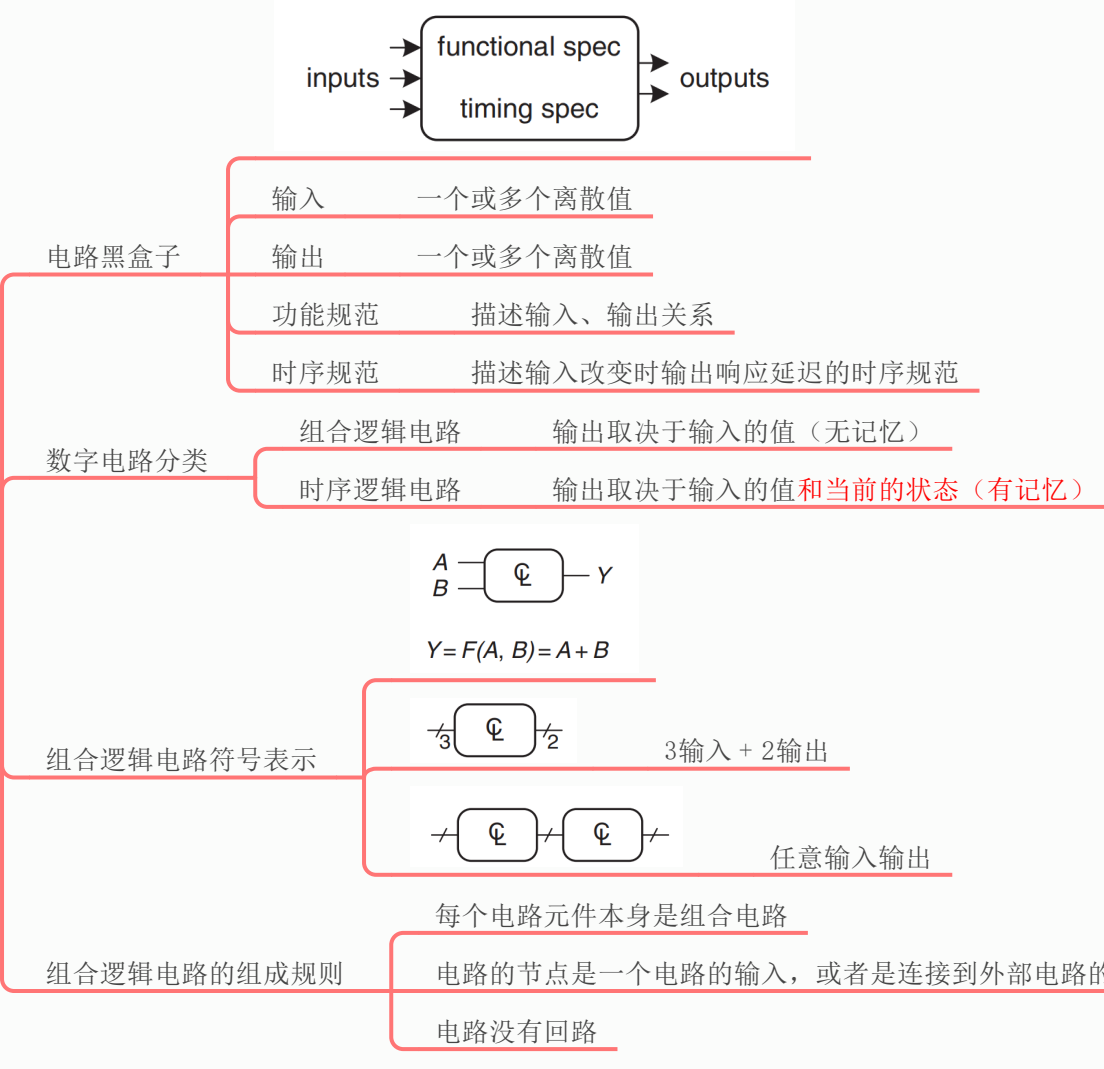 functional spec
inputs
outputs
timing spec
输入 一个或多个离散值
电路黑盒子
输出 一个或多个离散值
功能规范 描述输入、输出关系
时序规范 描述输入改变时输出响应延迟的时序规范
数字电路分类
组合逻辑电路 输出取决于输入的值（无记忆）
时序逻辑电路 输出取决于输入的值和当前的状态（有记忆）
A
B
CL
Y
Y = F(A, B) = A + B
组合逻辑电路符号表示
3 CL 2
3输入 + 2输出
CL CL
任意输入输出
组合逻辑电路的组成规则
每个电路元件本身是组合电路
电路的节点是一个电路的输入，或者是连接到外部电路的
电路没有回路